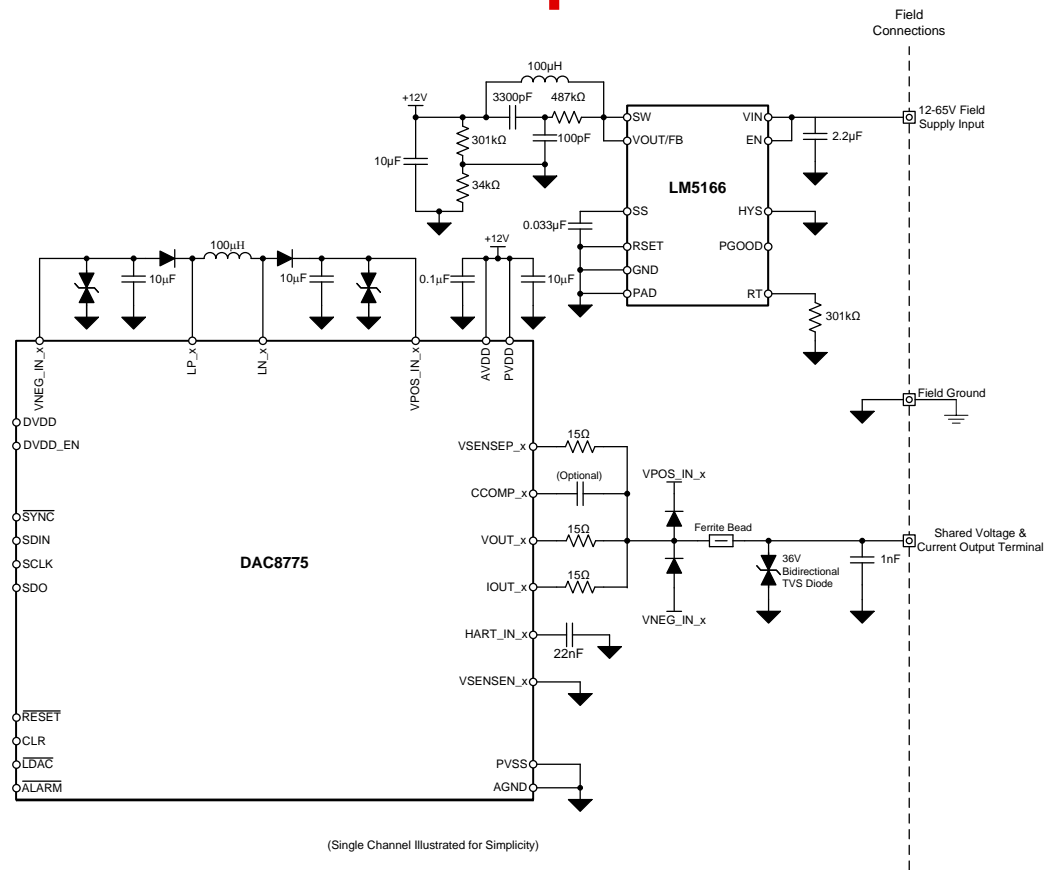 Field
Connections
100µH
3300pF
487kΩ
+12V
12-65V Field
Supply Input
SW
VIN
301kΩ
100pF
VOUT/FB
EN
2.2µF
10µF
LM5166
34kΩ
SS
HYS
0.033µF
RSET
PGOOD
GND
PAD
RT
301kΩ
100µH
+12V
10µF
10µF
0.1µF
10µF
VNEG_IN_x
LP_x
LN_x
VPOS_IN_x
AVDD
PVDD
Field Ground
DVDD
DVDD_EN
VSENSEP_x
15Ω
(Optional)
CCOMP_x
VPOS_IN_x
SYNC
SDIN
SCLK
SDO
DAC8775
VOUT_x
15Ω
Ferrite Bead
Shared Voltage &
Current Output Terminal
36V
Bidirectional
TVS Diode
1nF
IOUT_x
15Ω
VNEG_IN_x
HART_IN_x
22nF
VSENSEN_x
RESET
CLR
LDAC
ALARM
PVSS
AGND
(Single Channel Illustrated for Simplicity)